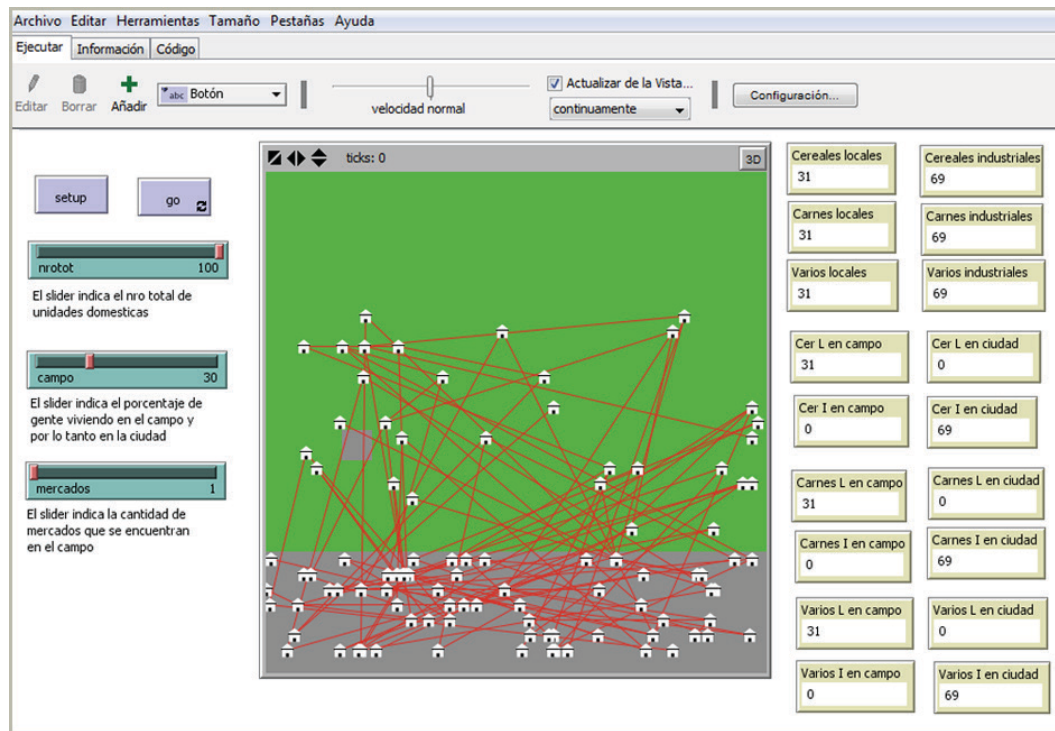 Archivo Editar Herramientas Tamaño Pestañas Ayuda
Ejecutar Información Código
Editar Borrar Añadir
abc Botón
velocidad normal
Actualizar de la Vista...
continuamente
Configuración...
setup
go
nrotot 100
El slider indica el nro total de
unidades domesticas
campo 30
El slider indica el porcentaje de
gente viviendo en el campo y
por lo tanto en la ciudad
mercados 1
El slider indica la cantidad de
mercados que se encuentran
en el campo
ticks: 0
3D
Cereales locales
31
Cereales industriales
69
Carnes locales
31
Carnes industriales
69
Varios locales
31
Varios industriales
69
Cer L en campo
31
Cer L en ciudad
0
Cer I en campo
0
Cer I en ciudad
69
Carnes L en campo
31
Carnes L en ciudad
0
Carnes I en campo
0
Carnes I en ciudad
69
Varios L en campo
31
Varios L en ciudad
0
Varios I en campo
0
Varios I en ciudad
69